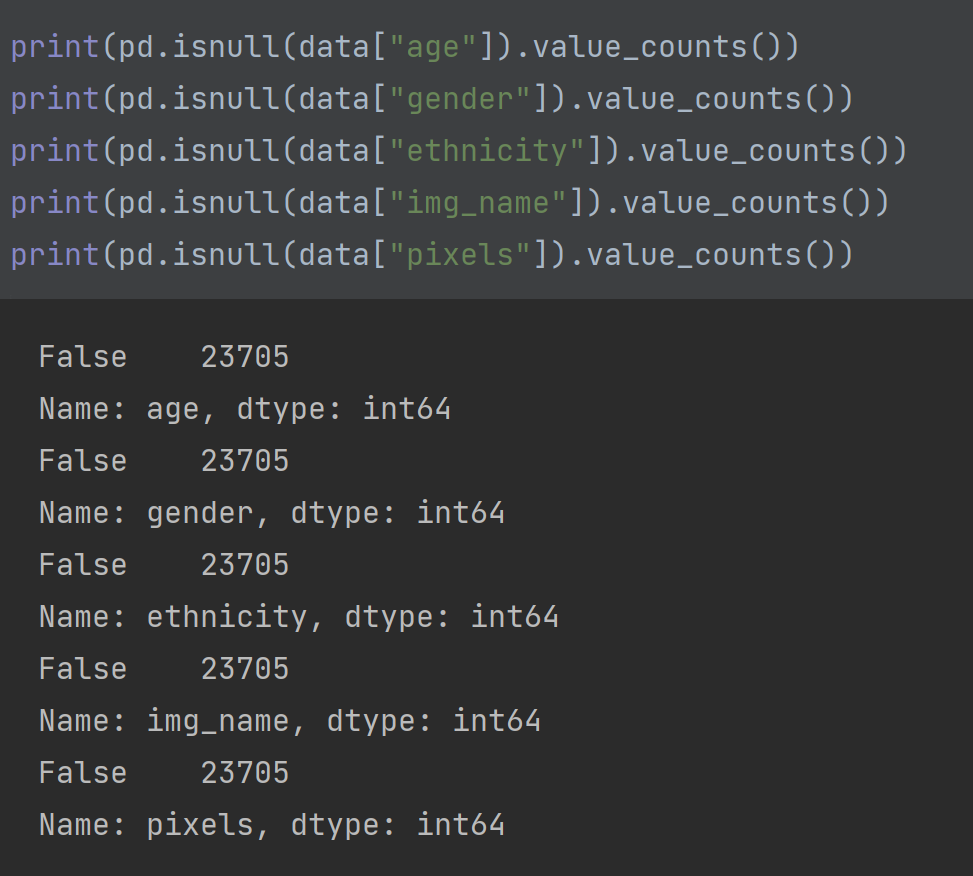 print(pd.isnull(data["age"]).value_counts())
print(pd.isnull(data["gender"]).value_counts())
print(pd.isnull(data["ethnicity"]).value_counts())
print(pd.isnull(data["img_name"]).value_counts())
print(pd.isnull(data["pixels"]).value_counts())
False    23705
Name: age, dtype: int64
False    23705
Name: gender, dtype: int64
False    23705
Name: ethnicity, dtype: int64
False    23705
Name: img_name, dtype: int64
False    23705
Name: pixels, dtype: int64